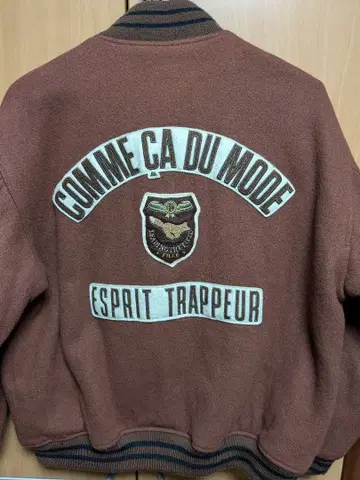 COMME ÇA DU MODE
ESPRIT TRAPPEUR